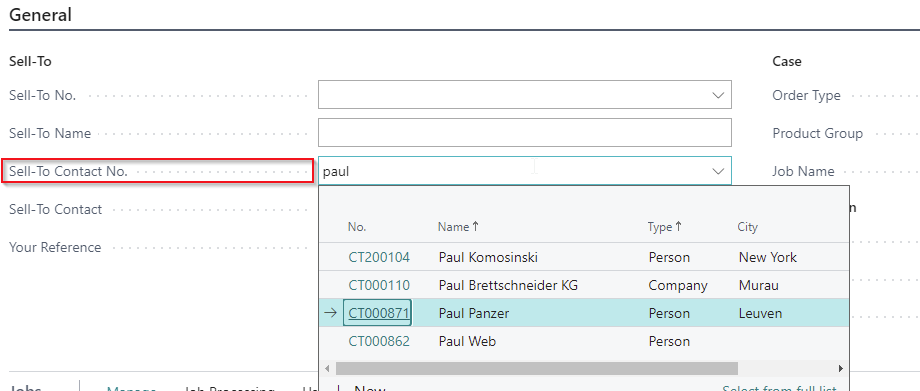 General
Sell-To
Case
Sell-To No.
Order Type
Sell-To Name
Product Group
Sell-To Contact No.
paul
Job Name
Sell-To Contact
n
Your Reference
No. Name↑ Type↑ City
CT200104 Paul Komosinski Person New York
CT000110 Paul Brettschneider KG Company Murau
→ CT000871 Paul Panzer Person Leuven
CT000862 Paul Web Person
Jobs Manage Job Processing
New Select from full list